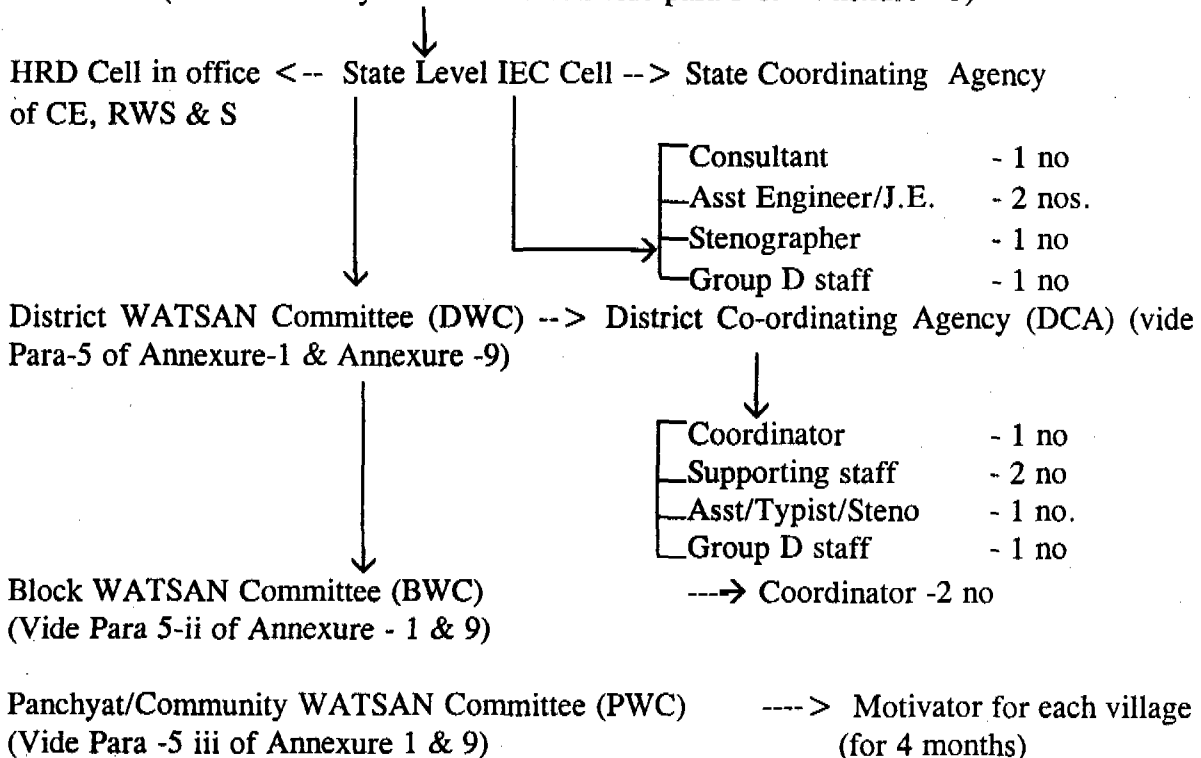 HRD Cell in office <-- State Level IEC Cell --> State Coordinating Agency
of CE, RWS & S
Consultant - 1 no
Asst Engineer/J.E. - 2 nos.
Stenographer - 1 no
Group D staff - 1 no
District WATSAN Committee (DWC) --> District Co-ordinating Agency (DCA) (vide
Para-5 of Annexure-1 & Annexure -9)
Coordinator - 1 no
Supporting staff - 2 no
Asst/Typist/Steno - 1 no.
Group D staff - 1 no
Block WATSAN Committee (BWC) ---→ Coordinator -2 no
(Vide Para 5-ii of Annexure - 1 & 9)
Panchyat/Community WATSAN Committee (PWC) ----> Motivator for each village
(Vide Para -5 iii of Annexure 1 & 9) (for 4 months)